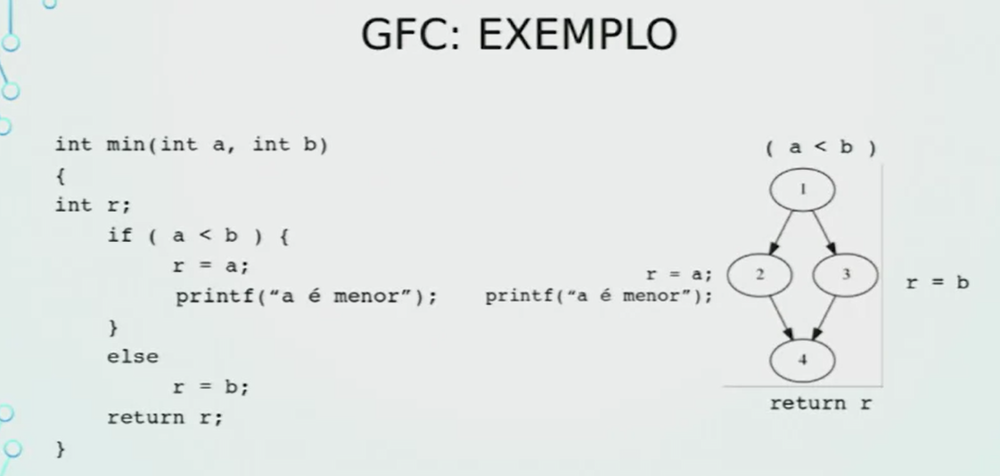 GFC: EXEMPLO
int min(int a, int b)
{
int r;
if ( a < b ) {
r = a;
printf(“a é menor”);
}
else
r = b;
return r;
}
( a < b )
1
r = a;
printf(“a é menor”);
2
3
r = b
4
return r